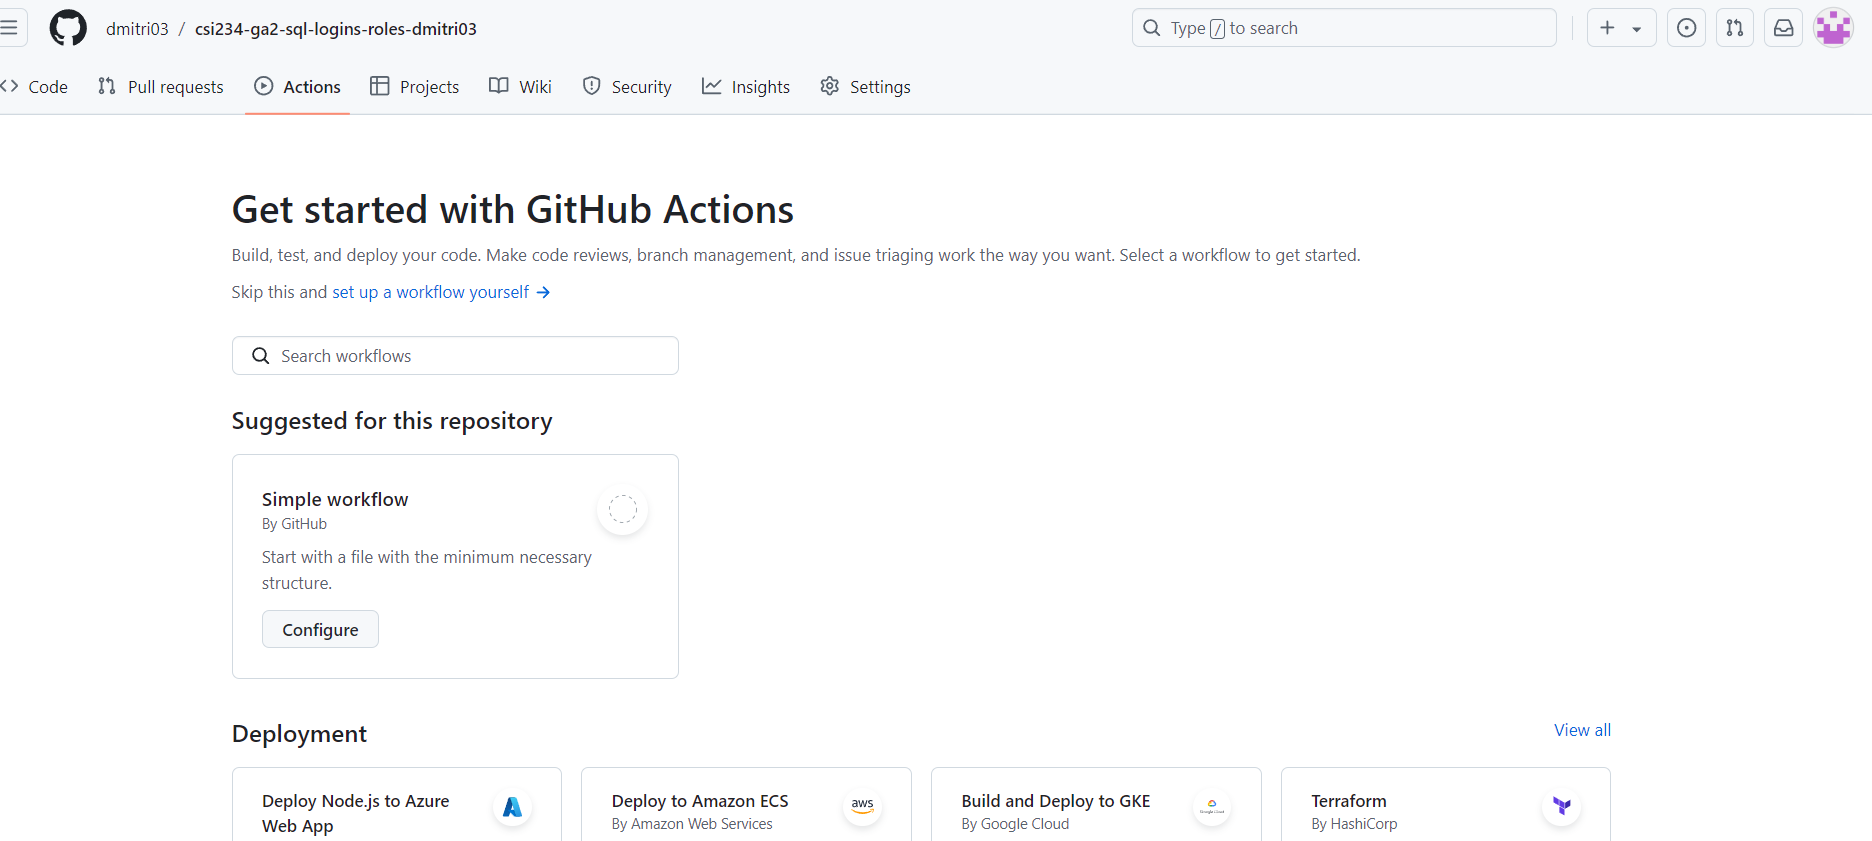 dmitri03 / csi234-ga2-sql-logins-roles-dmitri03
Type / to search
Code Pull requests Actions Projects Wiki Security Insights Settings
Get started with GitHub Actions
Build, test, and deploy your code. Make code reviews, branch management, and issue triaging work the way you want. Select a workflow to get started.
Skip this and set up a workflow yourself →
Search workflows
Suggested for this repository
Simple workflow
By GitHub
Start with a file with the minimum necessary
structure.
Configure
Deployment
View all
Deploy Node.js to Azure
Web App
Deploy to Amazon ECS
By Amazon Web Services
aws
Build and Deploy to GKE
By Google Cloud
Google Cloud
Terraform
By HashiCorp